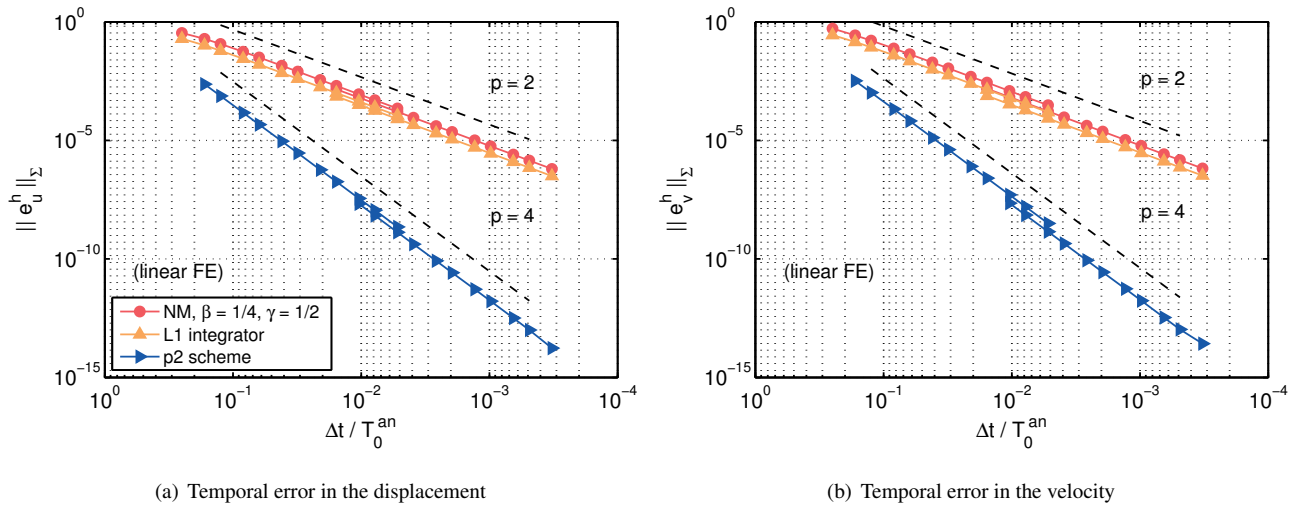 10^0
10^-5
10^-10
10^-15
|| e_u^h ||_Σ
p = 2
p = 4
(linear FE)
NM, β = 1/4, γ = 1/2
L1 integrator
p2 scheme
10^0 10^-1 10^-2 10^-3 10^-4
Δt / T_0^an
(a) Temporal error in the displacement
10^0
10^-5
10^-10
10^-15
|| e_v^h ||_Σ
p = 2
p = 4
(linear FE)
10^0 10^-1 10^-2 10^-3 10^-4
Δt / T_0^an
(b) Temporal error in the velocity